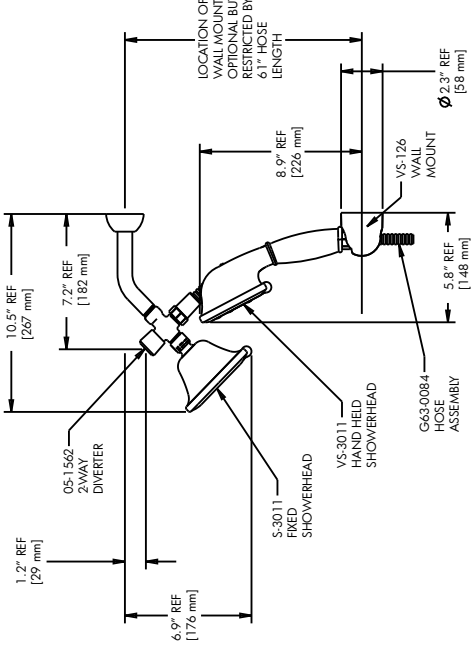 10.5" REF
[267 mm]
7.2" REF
[182 mm]
1.2" REF
[29 mm]
6.9" REF
[176 mm]
05-1562
2-WAY
DIVERTER
S-3011
FIXED
SHOWERHEAD
VS-3011
HAND HELD
SHOWERHEAD
G63-0084
HOSE
ASSEMBLY
LOCATION OF
WALL MOUNT
OPTIONAL BUT
RESTRICTED BY
61" HOSE
LENGTH
8.9" REF
[226 mm]
VS-126
WALL
MOUNT
Ø 2.3" REF
[58 mm]
5.8" REF
[148 mm]